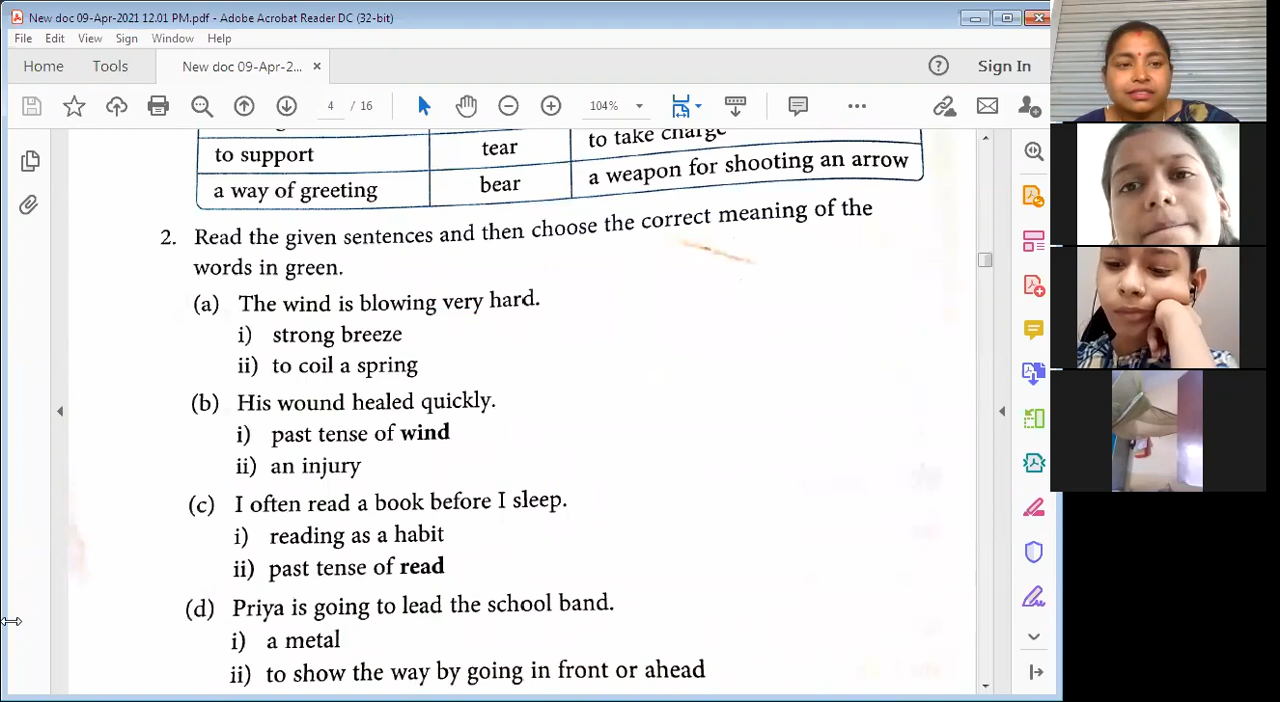 New doc 09-Apr-2021 12.01 PM.pdf - Adobe Acrobat Reader DC (32-bit)
File Edit View Sign Window Help
Home Tools New doc 09-Apr-2... × Sign In
4 / 16 104%
to take charge
to support tear
a way of greeting bear a weapon for shooting an arrow
2. Read the given sentences and then choose the correct meaning of the
words in green.
(a) The wind is blowing very hard.
i) strong breeze
ii) to coil a spring
(b) His wound healed quickly.
i) past tense of wind
ii) an injury
(c) I often read a book before I sleep.
i) reading as a habit
ii) past tense of read
(d) Priya is going to lead the school band.
i) a metal
ii) to show the way by going in front or ahead